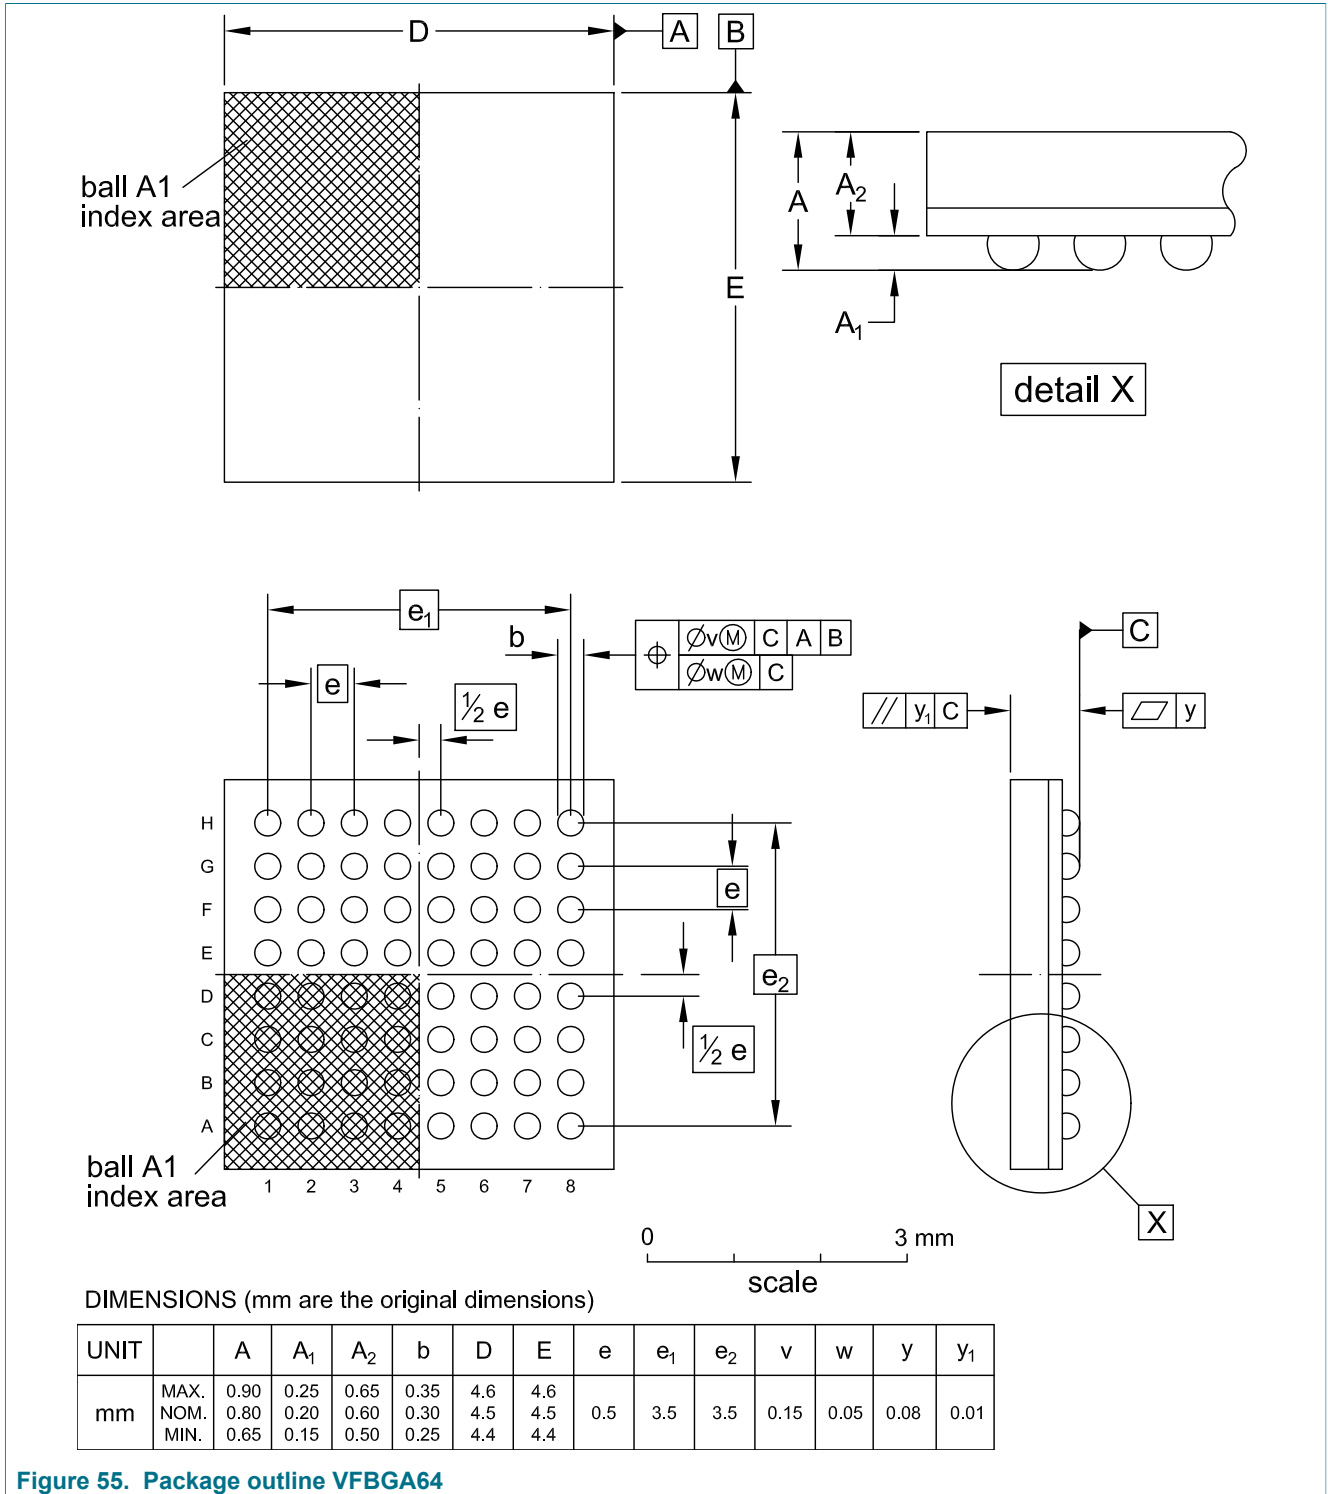 D
A
B
ball A1
index area
E
A
A2
A1
detail X
e1
b
⌖ ∅vⓂ C A B
∅wⓂ C
e
½ e
C
// y1 C
▱ y
H
G
F
E
D
C
B
A
e
e2
½ e
ball A1
index area
1 2 3 4 5 6 7 8
X
0 3 mm
scale
DIMENSIONS (mm are the original dimensions)
UNIT A A1 A2 b D E e e1 e2 v w y y1
MAX. 0.90 0.25 0.65 0.35 4.6 4.6
mm NOM. 0.80 0.20 0.60 0.30 4.5 4.5 0.5 3.5 3.5 0.15 0.05 0.08 0.01
MIN. 0.65 0.15 0.50 0.25 4.4 4.4
Figure 55. Package outline VFBGA64